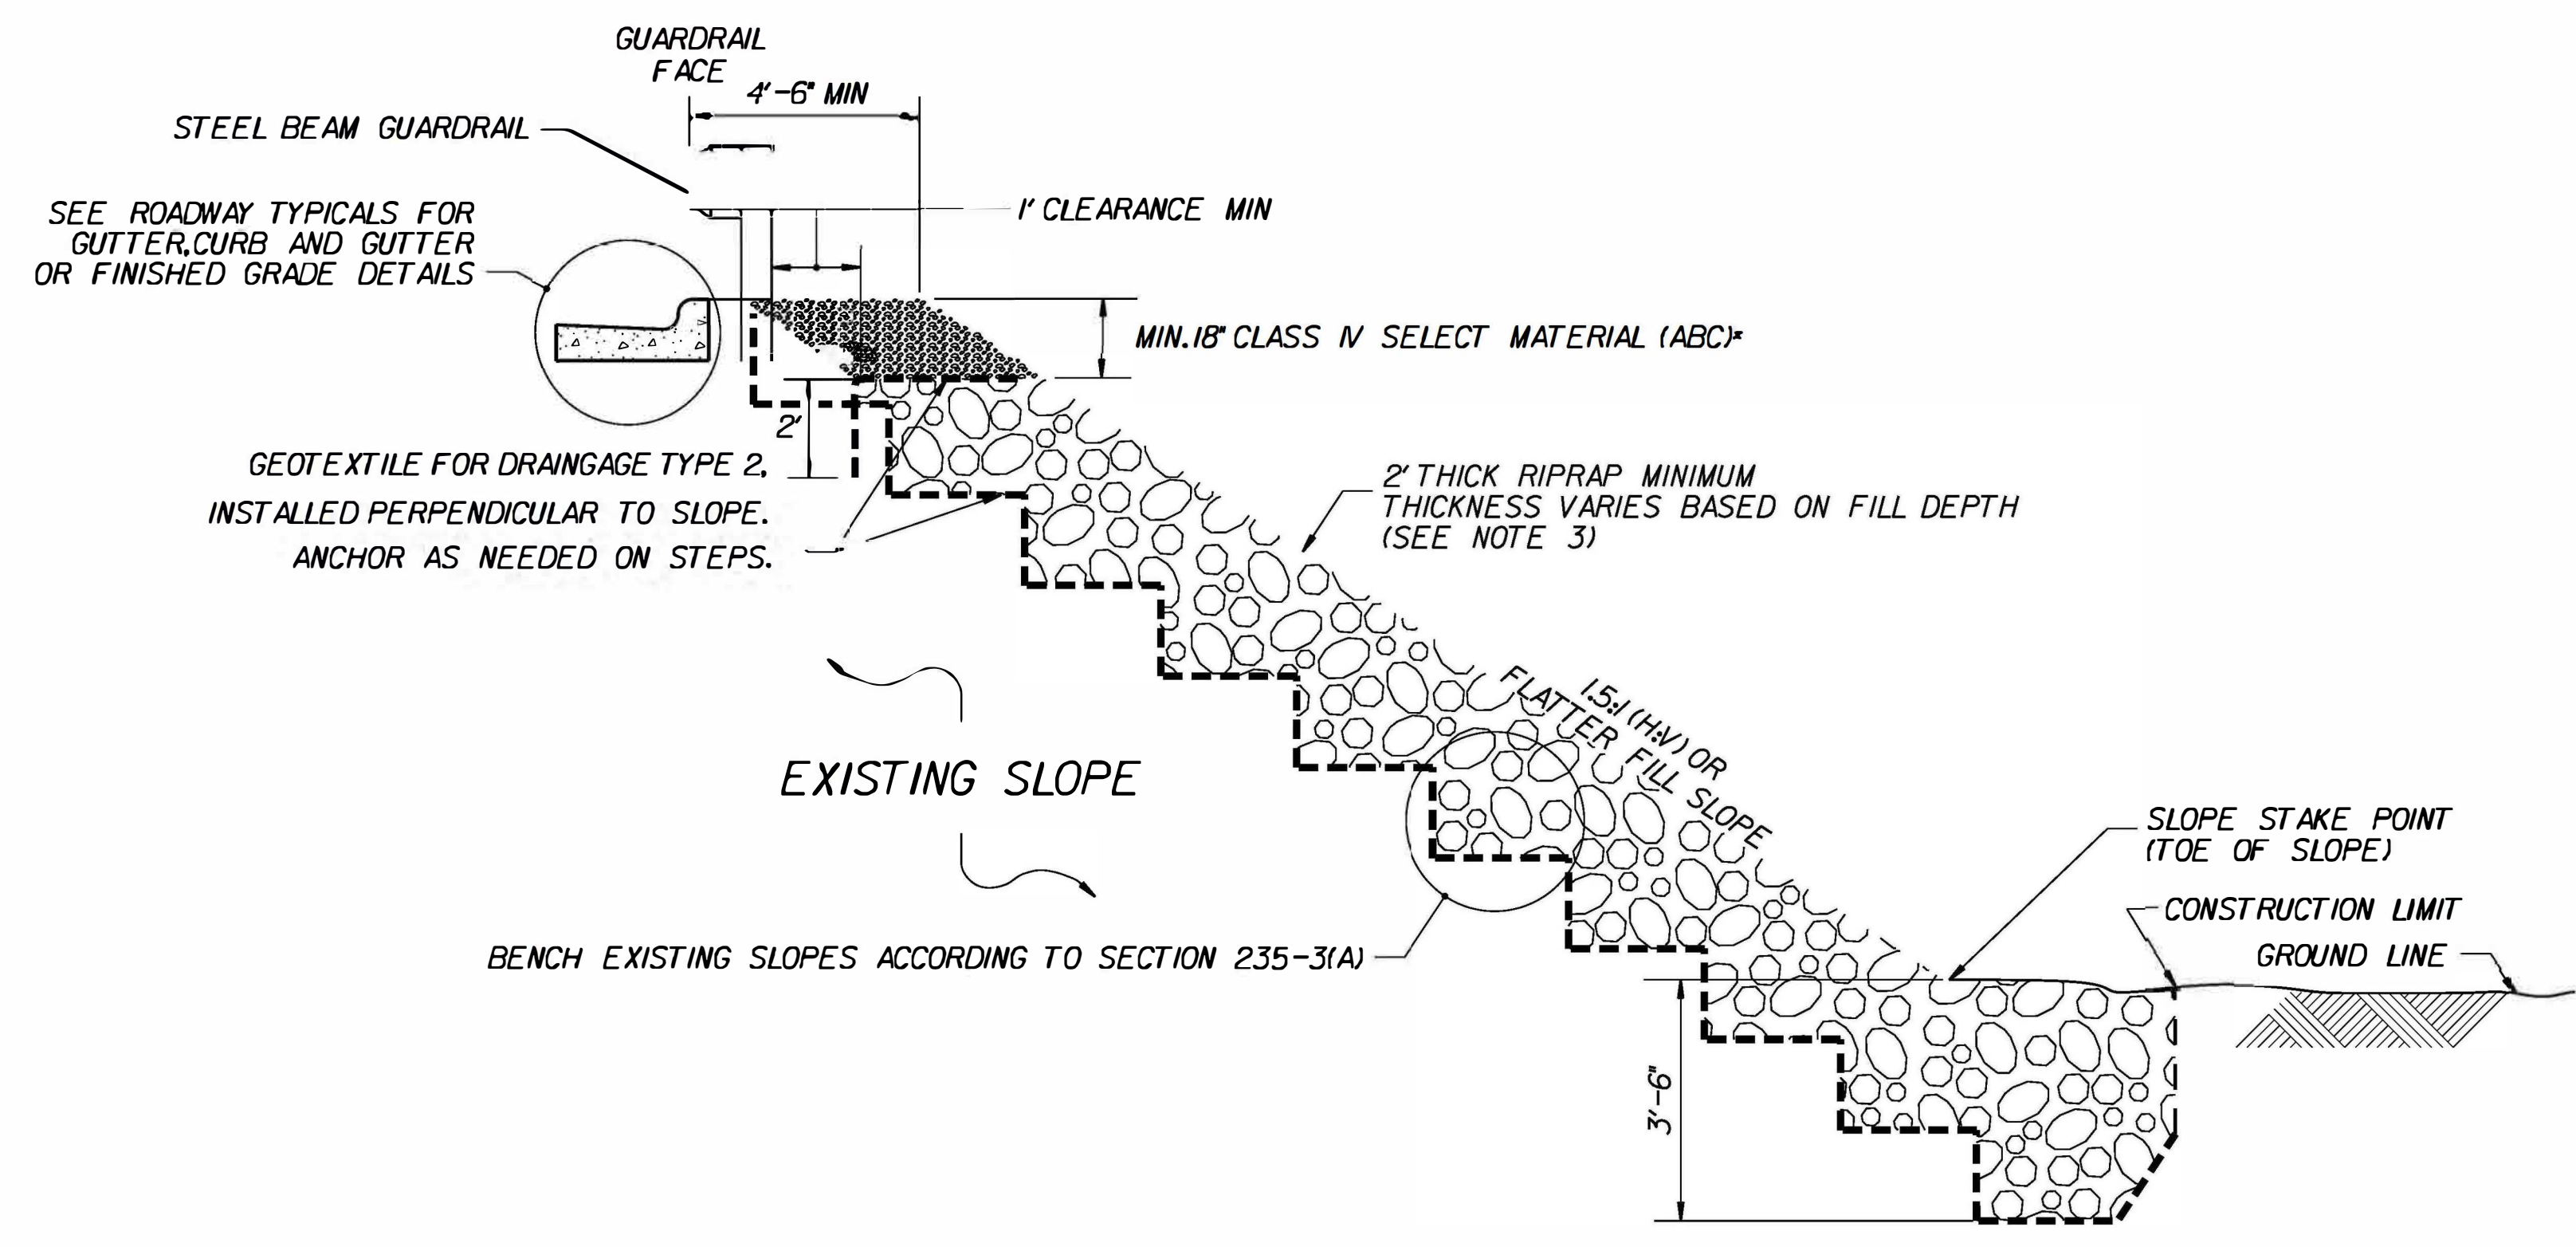 GUARDRAIL
FACE
4'-6" MIN
STEEL BEAM GUARDRAIL
SEE ROADWAY TYPICALS FOR
GUTTER,CURB AND GUTTER
OR FINISHED GRADE DETAILS
1' CLEARANCE MIN
MIN.18" CLASS IV SELECT MATERIAL (ABC)*
2'
GEOTEXTILE FOR DRAINGAGE TYPE 2,
INSTALLED PERPENDICULAR TO SLOPE.
ANCHOR AS NEEDED ON STEPS.
2' THICK RIPRAP MINIMUM
THICKNESS VARIES BASED ON FILL DEPTH
(SEE NOTE 3)
1.5:1 (H:V) OR
FLATTER FILL SLOPE
EXISTING SLOPE
SLOPE STAKE POINT
(TOE OF SLOPE)
CONSTRUCTION LIMIT
GROUND LINE
BENCH EXISTING SLOPES ACCORDING TO SECTION 235-3(A)
3'-6"